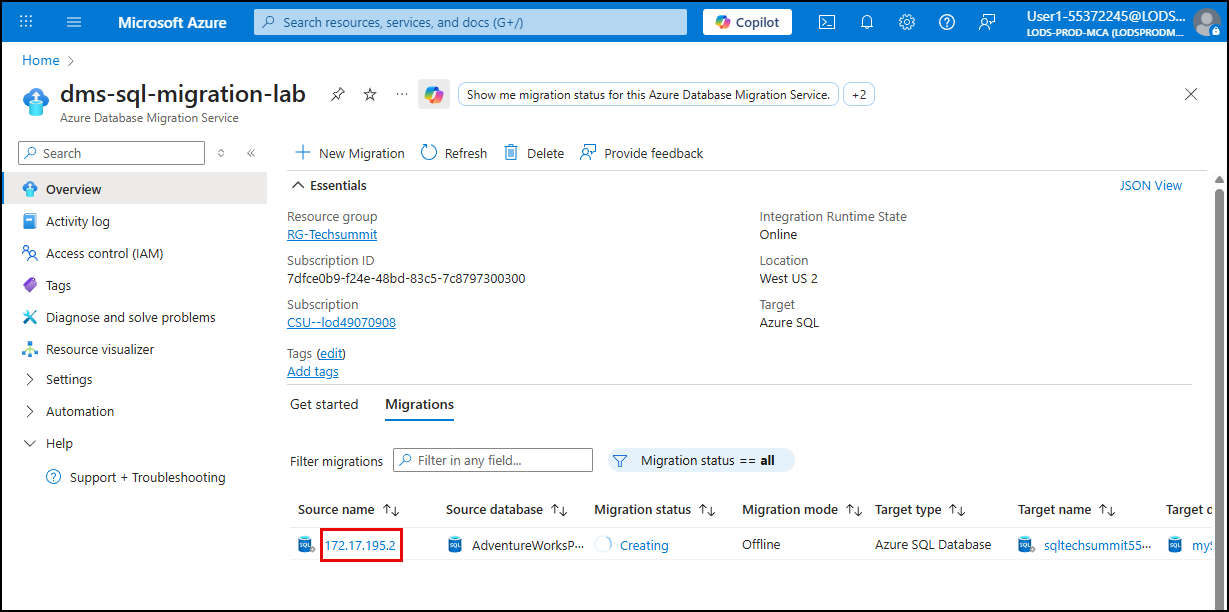 Microsoft Azure
Search resources, services, and docs (G+/)
Copilot
User1-55372245@LODS...
LODS-PROD-MCA (LODSPRODM...
Home
dms-sql-migration-lab
Azure Database Migration Service
Show me migration status for this Azure Database Migration Service.
+2
Search
Overview
Activity log
Access control (IAM)
Tags
Diagnose and solve problems
Resource visualizer
Settings
Automation
Help
Support + Troubleshooting
New Migration
Refresh
Delete
Provide feedback
Essentials
JSON View
Resource group
RG-Techsummit
Subscription ID
7dfce0b9-f24e-48bd-83c5-7c8797300300
Subscription
CSU--lod49070908
Tags (edit)
Add tags
Integration Runtime State
Online
Location
West US 2
Target
Azure SQL
Get started
Migrations
Filter migrations
Filter in any field...
Migration status == all
Source name
Source database
Migration status
Migration mode
Target type
Target name
Target d
172.17.195.2
AdventureWorksP...
Creating
Offline
Azure SQL Database
sqltechsummit55...
myS